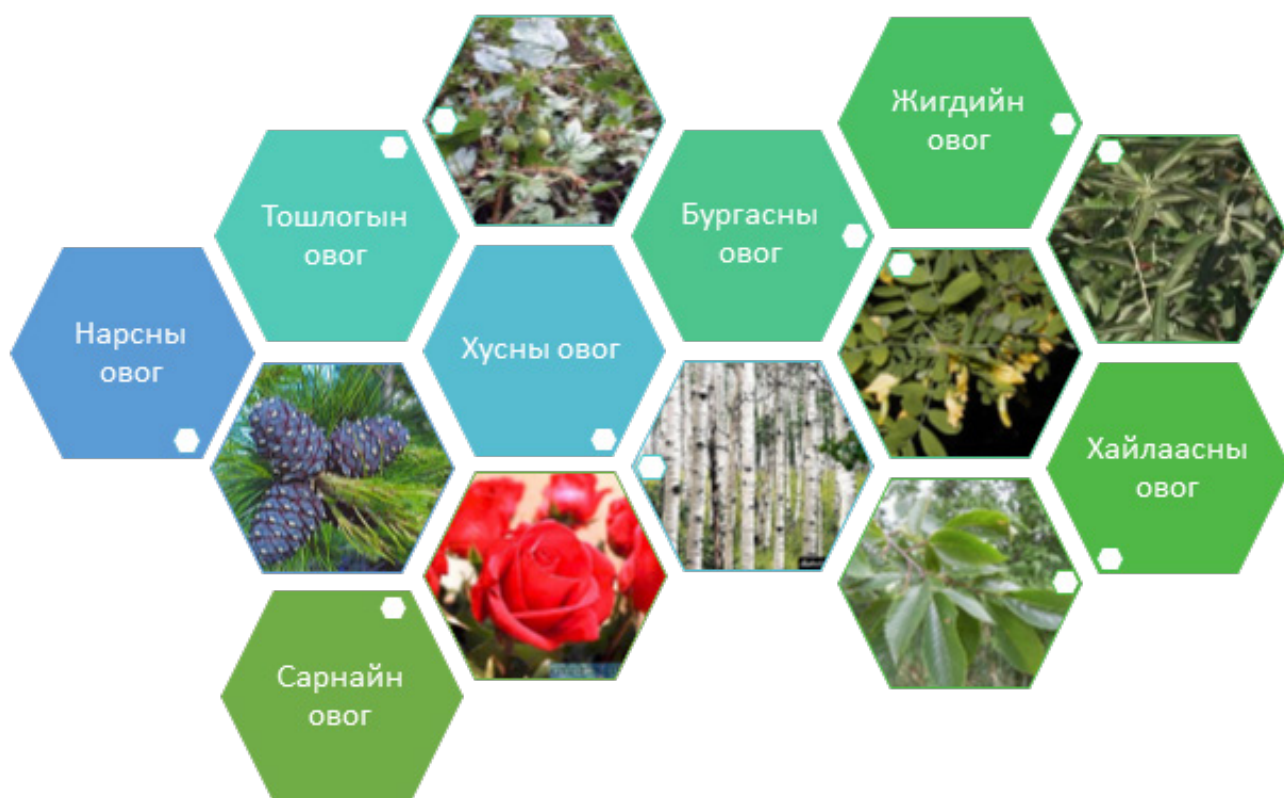 Жигдийн
овог
Тошлогын
овог
Бургасны
овог
Нарсны
овог
Хусны овог
Хайлаасны
овог
Сарнайн
овог